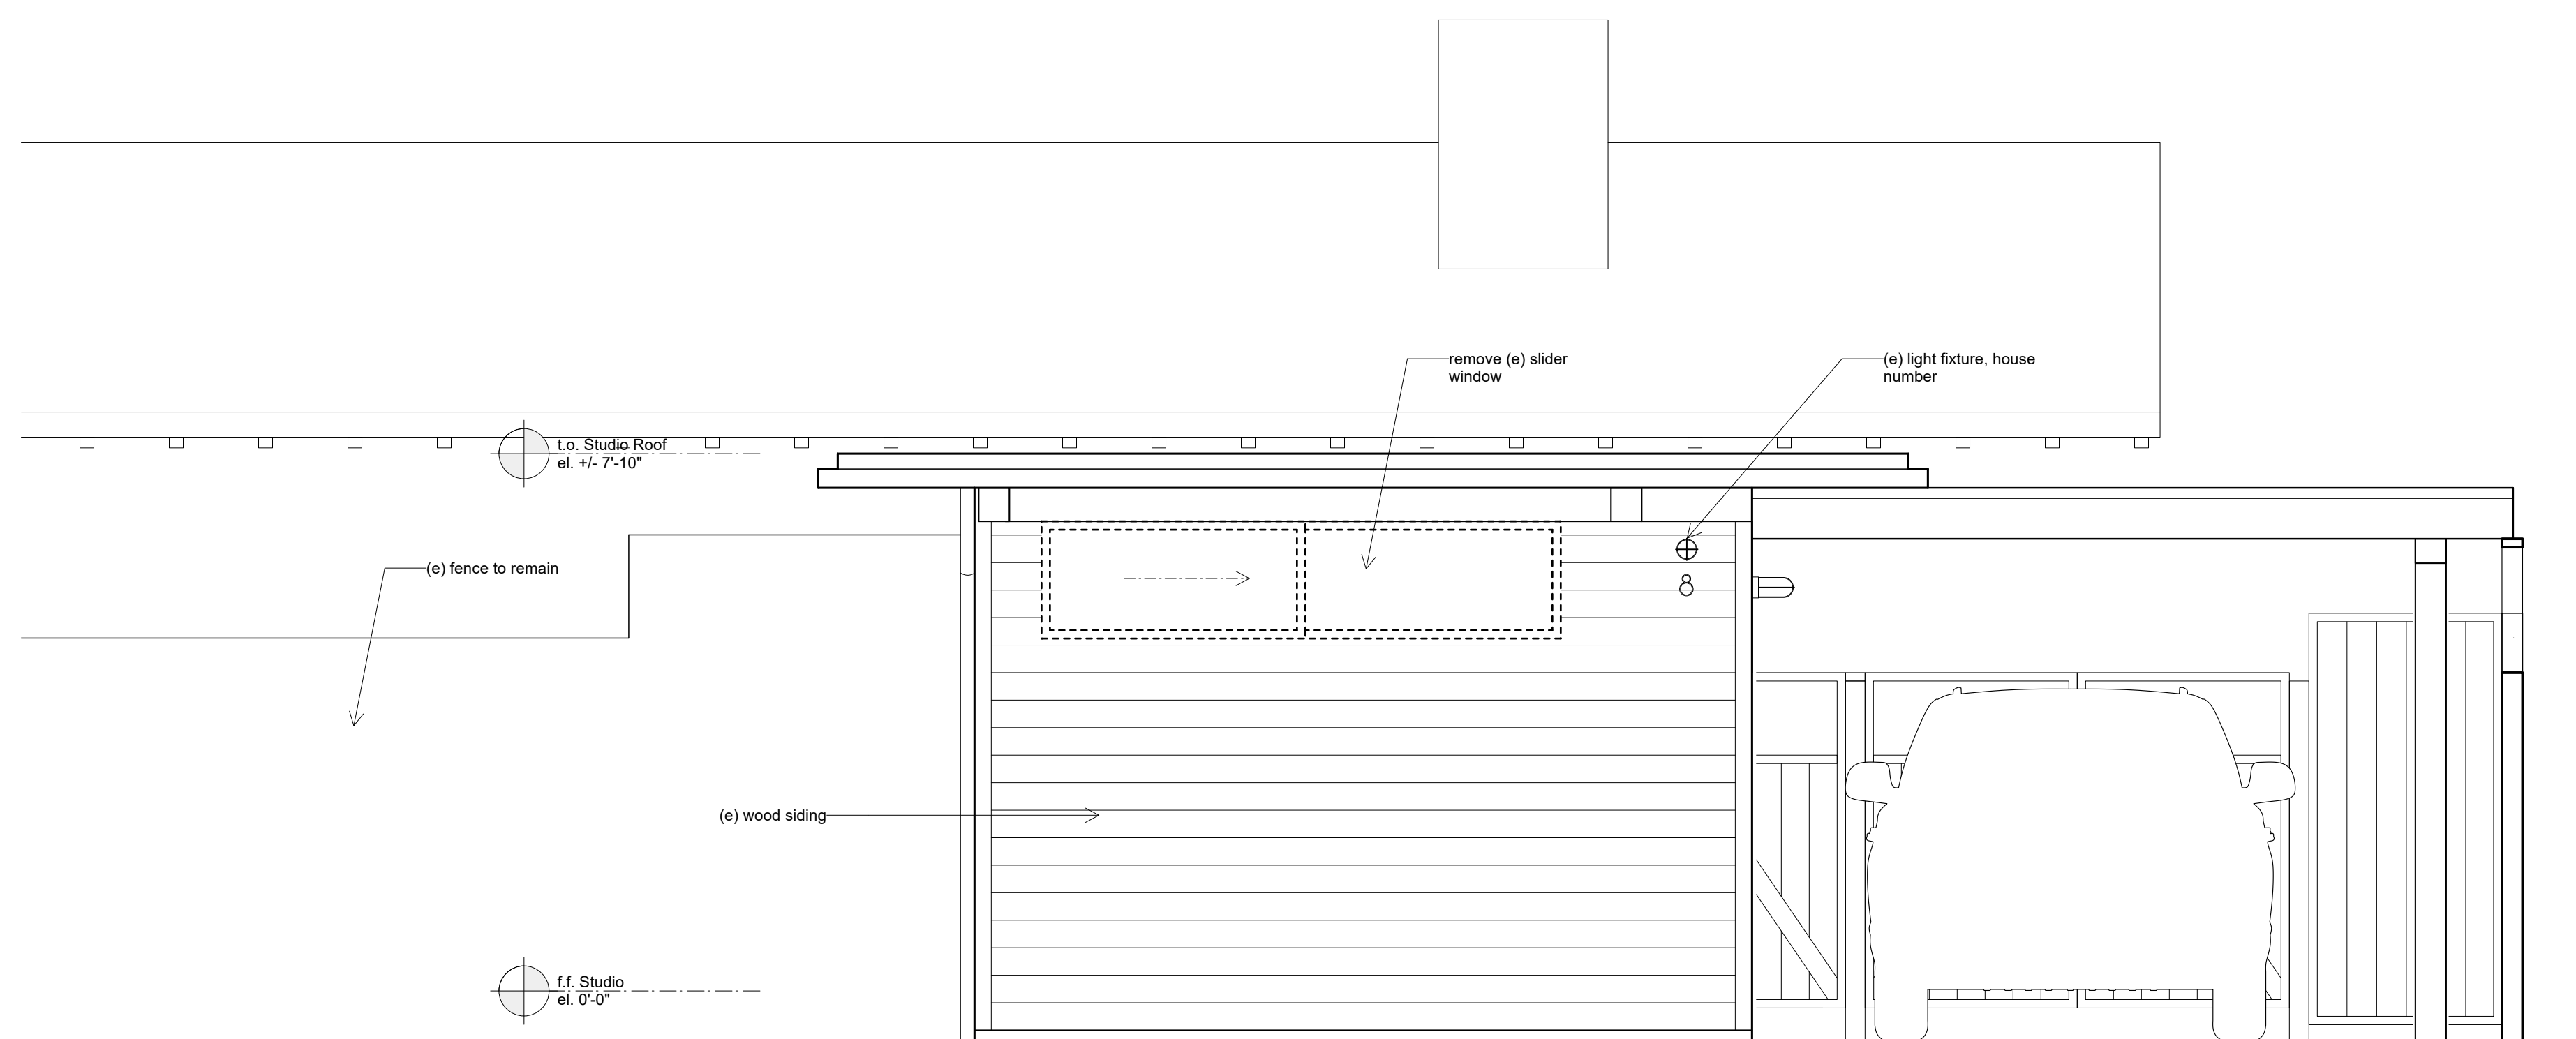 remove (e) slider
window
(e) light fixture, house
number
t.o. Studio Roof
el. +/- 7'-10"
(e) fence to remain
8
(e) wood siding
f.f. Studio
el. 0'-0"